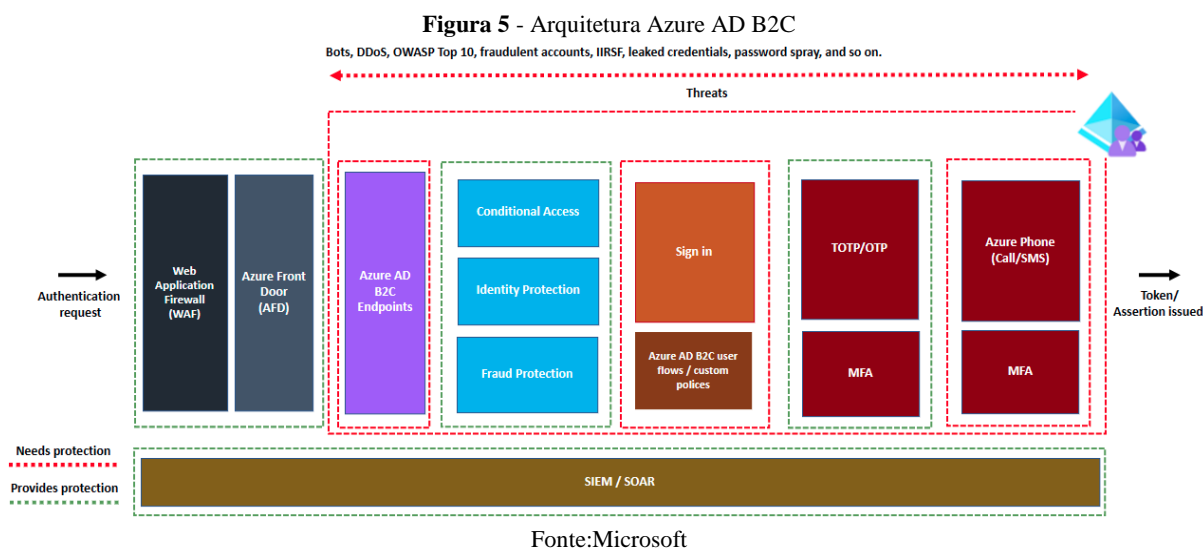 Figura 5 - Arquitetura Azure AD B2C
Bots, DDoS, OWASP Top 10, fraudulent accounts, IIRSF, leaked credentials, password spray, and so on.
Threats
Authentication
request
Web
Application
Firewall
(WAF)
Azure Front
Door
(AFD)
Azure AD
B2C
Endpoints
Conditional Access
Identity Protection
Fraud Protection
Sign in
Azure AD B2C user
flows / custom
polices
TOTP/OTP
MFA
Azure Phone
(Call/SMS)
MFA
Token/
Assertion issued
Needs protection
Provides protection
SIEM / SOAR
Fonte:Microsoft